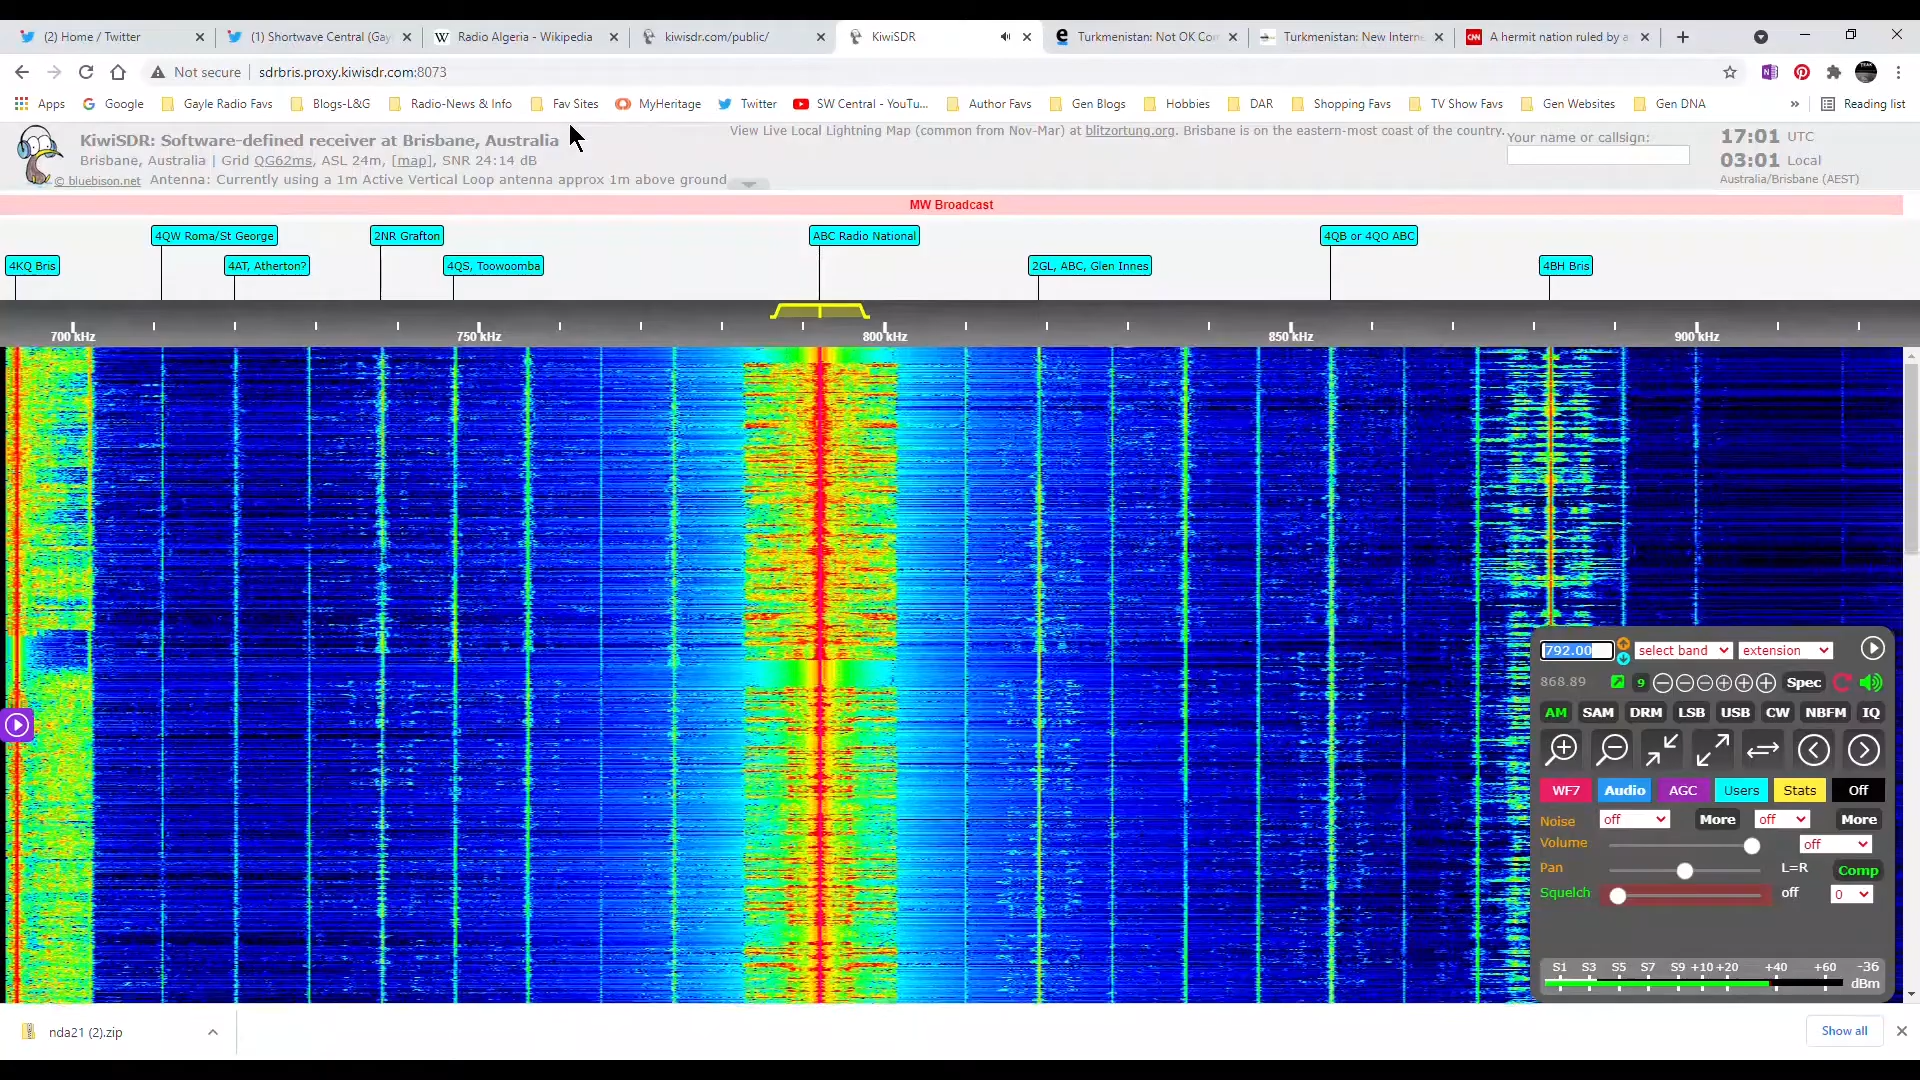 (2) Home / Twitter
(1) Shortwave Central (Gay
Radio Algeria - Wikipedia
kiwisdr.com/public/
KiwiSDR
Turkmenistan: Not OK Con
Turkmenistan: New Intern
CNN A hermit nation ruled by a
Not secure sdrbris.proxy.kiwisdr.com:8073
Apps Google Gayle Radio Favs Blogs-L&G Radio-News & Info Fav Sites MyHeritage Twitter SW Central - YouTu... Author Favs Gen Blogs Hobbies DAR Shopping Favs TV Show Favs Gen Websites Gen DNA » Reading list
KiwiSDR: Software-defined receiver at Brisbane, Australia
Brisbane, Australia | Grid QG62ms, ASL 24m, [map], SNR 24:14 dB
© bluebison.net Antenna: Currently using a 1m Active Vertical Loop antenna approx 1m above ground
View Live Local Lightning Map (common from Nov-Mar) at blitzortung.org. Brisbane is on the eastern-most coast of the country.
Your name or callsign:
17:01 UTC
03:01 Local
Australia/Brisbane (AEST)
MW Broadcast
4QW Roma/St George 2NR Grafton ABC Radio National 4QB or 4QO ABC
4KQ Bris 4AT, Atherton? 4QS, Toowoomba 2GL, ABC, Glen Innes 4BH Bris
700 kHz 750 kHz 800 kHz 850 kHz 900 kHz
792.00 select band extension
868.89 9 Spec
AM SAM DRM LSB USB CW NBFM IQ
WF7 Audio AGC Users Stats Off
Noise off More off More
Volume off
Pan L=R Comp
Squelch off 0
S1 S3 S5 S7 S9 +10 +20 +40 +60 -36
dBm
nda21 (2).zip
Show all